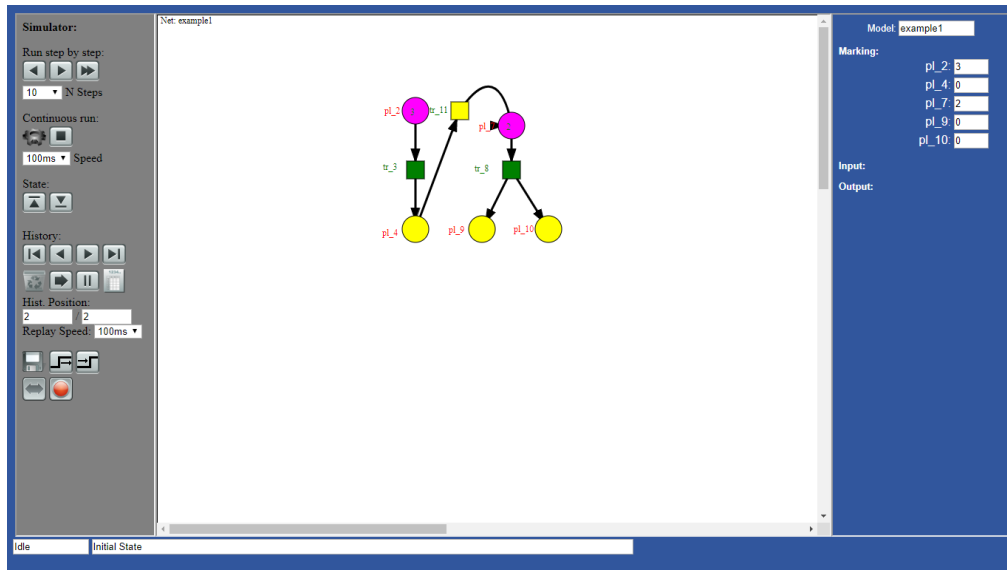 Simulator:
Run step by step:
10 N Steps
Continuous run:
100ms Speed
State:
History:
Hist. Position:
2 / 2
Replay Speed: 100ms
Net: example1
pl_2
tr_11
tr_3
tr_8
pl_4
pl_9
pl_10
Model: example1
Marking:
pl_2: 3
pl_4: 0
pl_7: 2
pl_9: 0
pl_10: 0
Input:
Output:
Idle
Initial State